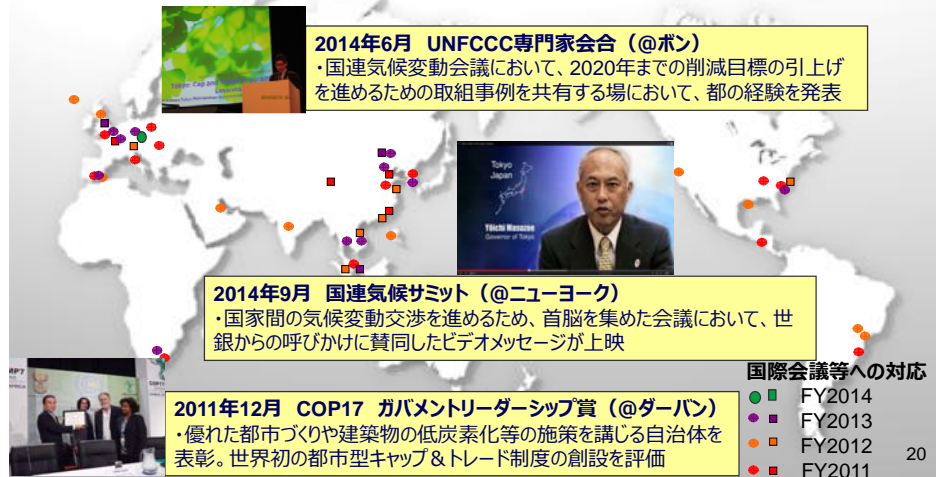 2014年6月 UNFCCC専門家会合（@ボン）
・国連気候変動会議において、2020年までの削減目標の引上げ
を進めるための取組事例を共有する場において、都の経験を発表
Tokyo
Japan
Yoichi Masuzoe
Governor of Tokyo
2014年9月 国連気候サミット（@ニューヨーク）
・国家間の気候変動交渉を進めるため、首脳を集めた会議において、世
銀からの呼びかけに賛同したビデオメッセージが上映
2011年12月 COP17 ガバメントリーダーシップ賞（@ダーバン）
・優れた都市づくりや建築物の低炭素化等の施策を講じる自治体を
表彰。世界初の都市型キャップ＆トレード制度の創設を評価
国際会議等への対応
FY2014
FY2013
FY2012
FY2011
20